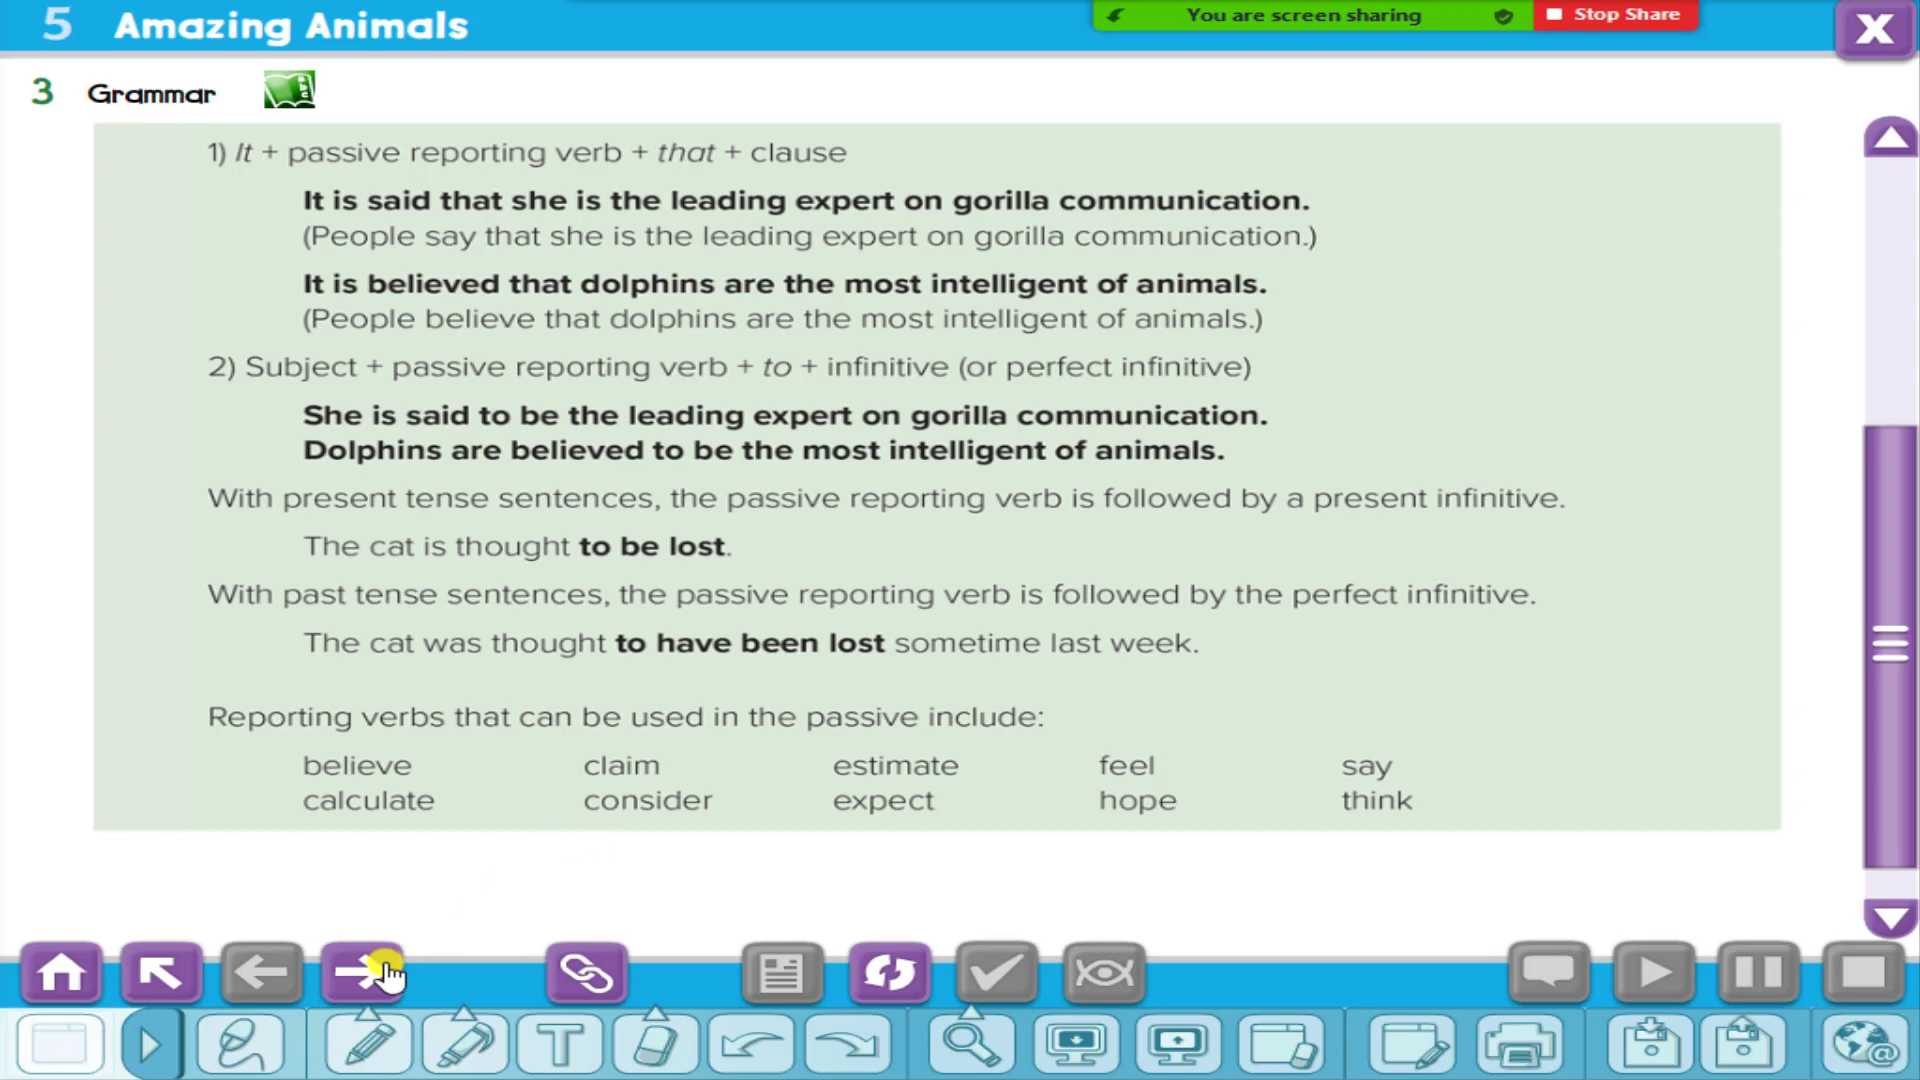 5 Amazing Animals
You are screen sharing
Stop Share
X
3 Grammar
1) It + passive reporting verb + that + clause
It is said that she is the leading expert on gorilla communication.
(People say that she is the leading expert on gorilla communication.)
It is believed that dolphins are the most intelligent of animals.
(People believe that dolphins are the most intelligent of animals.)
2) Subject + passive reporting verb + to + infinitive (or perfect infinitive)
She is said to be the leading expert on gorilla communication.
Dolphins are believed to be the most intelligent of animals.
With present tense sentences, the passive reporting verb is followed by a present infinitive.
The cat is thought to be lost.
With past tense sentences, the passive reporting verb is followed by the perfect infinitive.
The cat was thought to have been lost sometime last week.
Reporting verbs that can be used in the passive include:
believe claim estimate feel say
calculate consider expect hope think
T
@